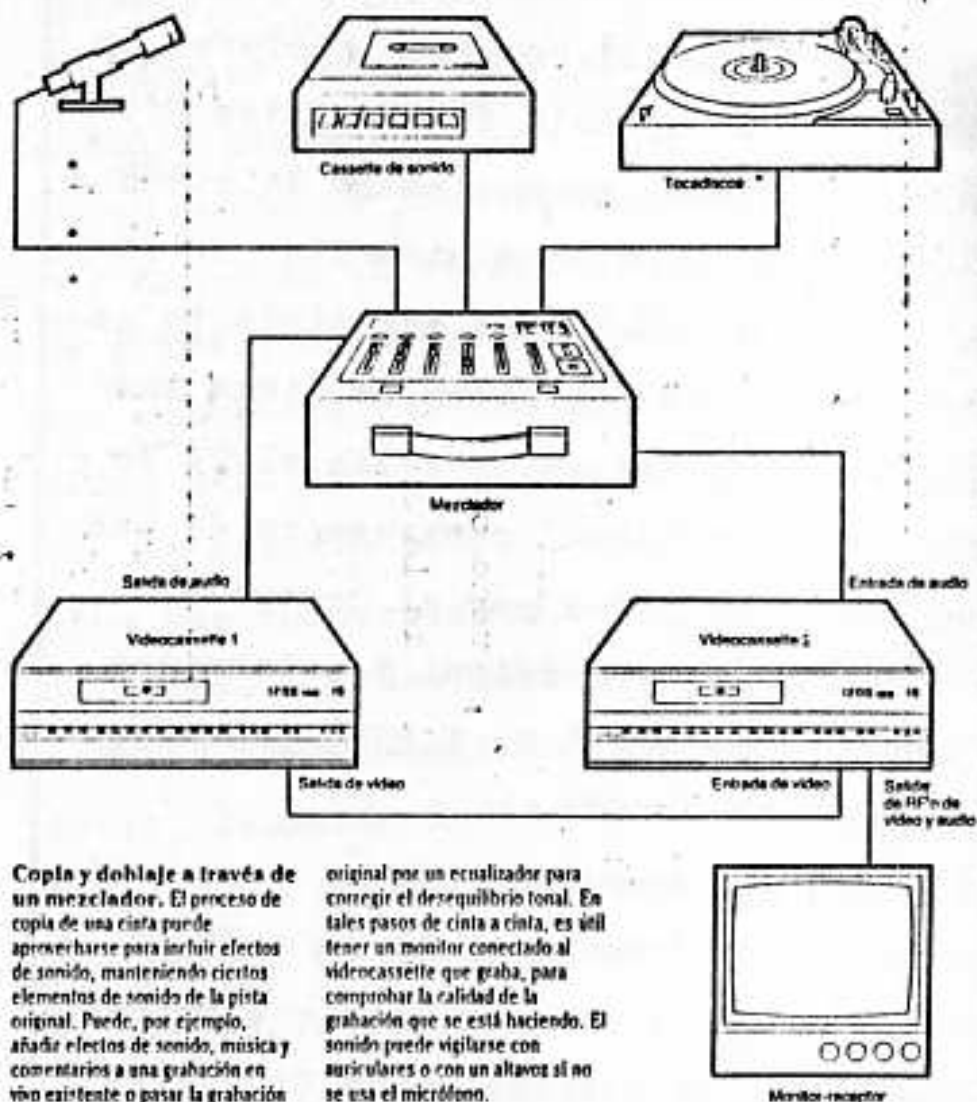 Cassette de sonido
Tocadiscos
Mezclador
Salida de audio
Entrada de audio
Videocassette 1
Videocassette 2
Salida de video
Entrada de video
Salida
de RF o de
video y audio
Copia y doblaje a través de
un mezclador. El proceso de
copia de una cinta puede
aprovecharse para incluir efectos
de sonido, manteniendo ciertos
elementos de sonido de la pista
original. Puede, por ejemplo,
añadir efectos de sonido, música y
comentarios a una grabación en
vivo existente o pasar la grabación
original por un ecualizador para
corregir el desequilibrio tonal. En
tales pasos de cinta a cinta, es útil
tener un monitor conectado al
videocassette que graba, para
comprobar la calidad de la
grabación que se está haciendo. El
sonido puede vigilarse con
auriculares o con un altavoz si no
se usa el micrófono.
Monitor-receptor